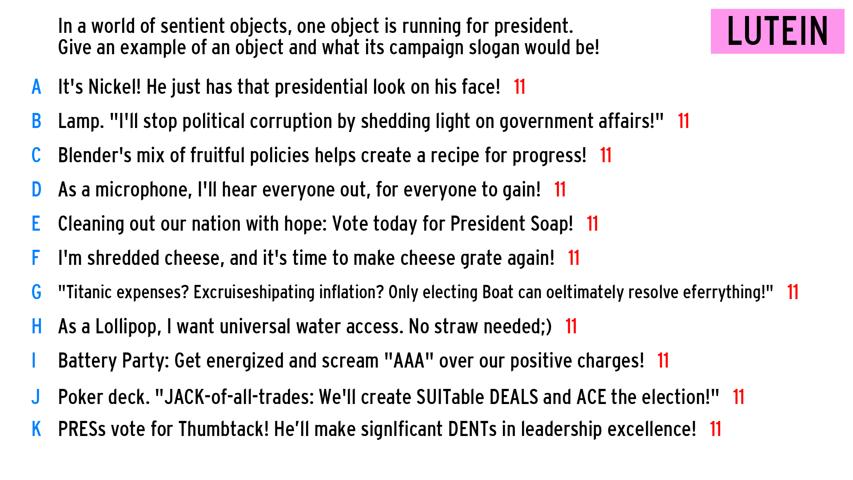 In a world of sentient objects, one object is running for president.
Give an example of an object and what its campaign slogan would be!
LUTEIN
A It's Nickel! He just has that presidential look on his face! 11
B Lamp. "I'll stop political corruption by shedding light on government affairs!" 11
C Blender's mix of fruitful policies helps create a recipe for progress! 11
D As a microphone, I'll hear everyone out, for everyone to gain! 11
E Cleaning out our nation with hope: Vote today for President Soap! 11
F I'm shredded cheese, and it's time to make cheese grate again! 11
G "Titanic expenses? Excruiseshipating inflation? Only electing Boat can oeltimately resolve eferrything!" 11
H As a Lollipop, I want universal water access. No straw needed;) 11
I Battery Party: Get energized and scream "AAA" over our positive charges! 11
J Poker deck. "JACK-of-all-trades: We'll create SUITable DEALS and ACE the election!" 11
K PRESs vote for Thumbtack! He’ll make signIficant DENTs in leadership excellence! 11